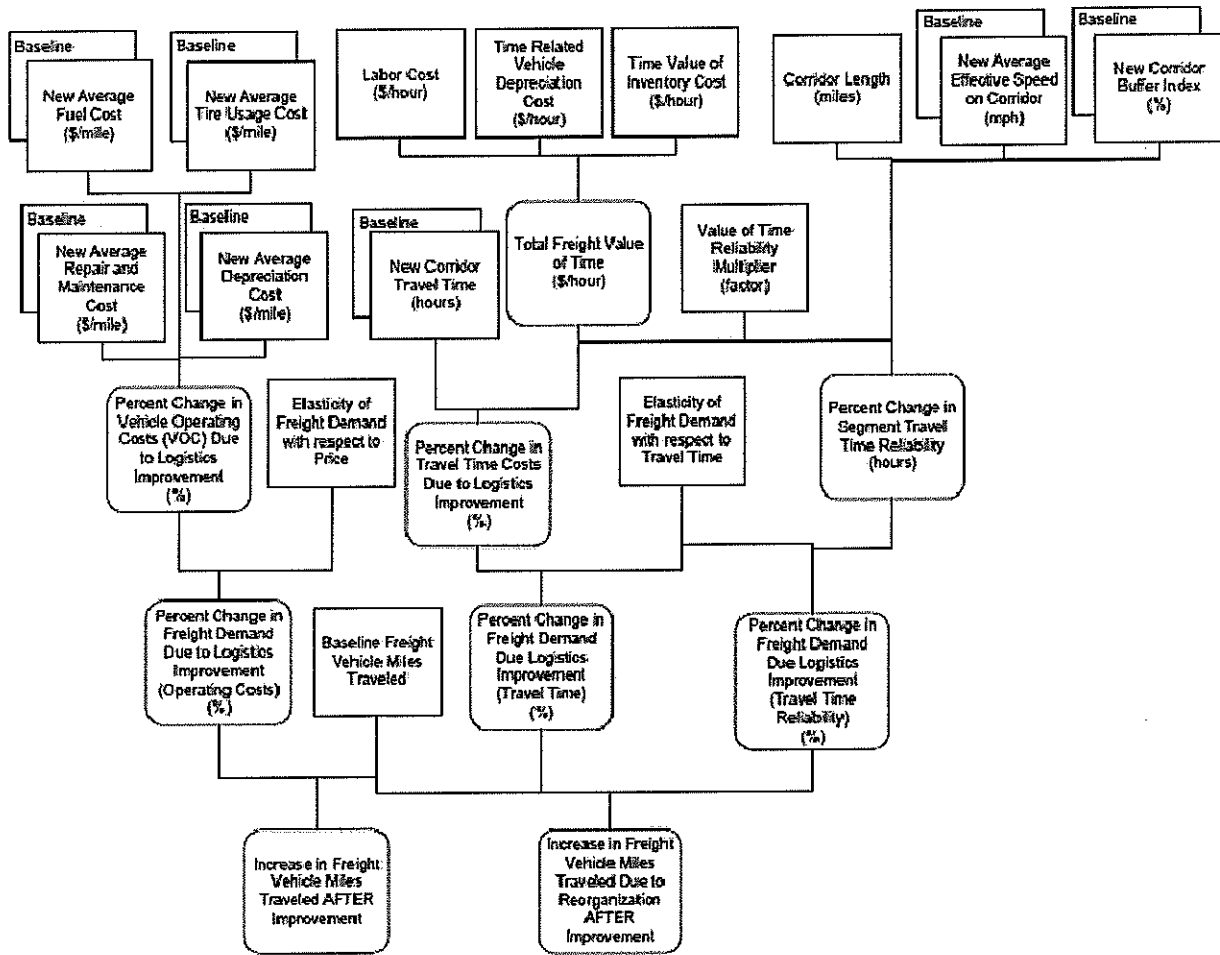 Baseline
New Average
Fuel Cost
($/mile)
Baseline
New Average
Tire Usage Cost
($/mile)
Labor Cost
($/hour)
Time Related
Vehicle
Depreciation
Cost
($/hour)
Time Value of
Inventory Cost
($/hour)
Corridor Length
(miles)
Baseline
New Average
Effective Speed
on Corridor
(mph)
Baseline
New Corridor
Buffer Index
(%)
Baseline
New Average
Repair and
Maintenance
Cost
($/mile)
Baseline
New Average
Depreciation
Cost
($/mile)
Baseline
New Corridor
Travel Time
(hours)
Total Freight Value
of Time
($/hour)
Value of Time
Reliability
Multiplier
(factor)
Percent Change in
Vehicle Operating
Costs (VOC) Due
to Logistics
Improvement
(%)
Elasticity of
Freight Demand
with respect to
Price
Percent Change in
Travel Time Costs
Due to Logistics
Improvement
(%)
Elasticity of
Freight Demand
with respect to
Travel Time
Percent Change in
Segment Travel
Time Reliability
(hours)
Percent Change in
Freight Demand
Due to Logistics
Improvement
(Operating Costs)
(%)
Baseline Freight
Vehicle Miles
Traveled
Percent Change in
Freight Demand
Due Logistics
Improvement
(Travel Time)
(%)
Percent Change in
Freight Demand
Due Logistics
Improvement
(Travel Time
Reliability)
(%)
Increase in Freight
Vehicle Miles
Traveled AFTER
Improvement
Increase in Freight
Vehicle Miles
Traveled Due to
Reorganization
AFTER
Improvement